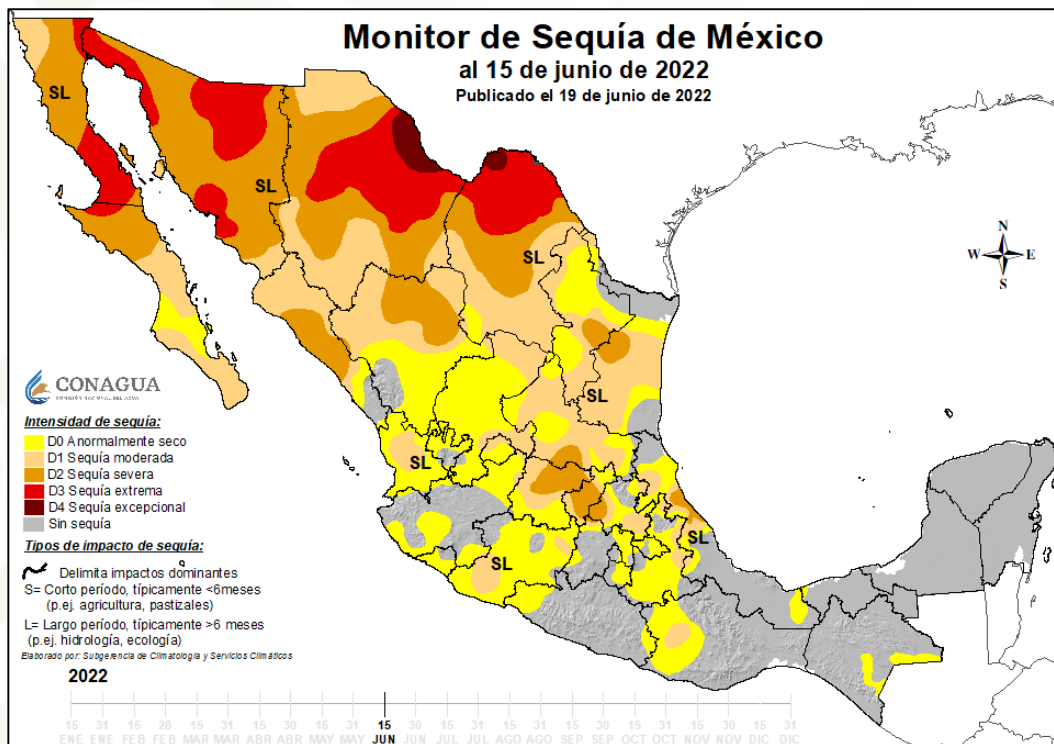 Monitor de Sequía de México
al 15 de junio de 2022
Publicado el 19 de junio de 2022
SL
SL
SL
SL
SL
SL
SL
N
W E
S
CONAGUA
COMISIÓN NACIONAL DEL AGUA
Intensidad de sequía:
D0 Anormalmente seco
D1 Sequía moderada
D2 Sequía severa
D3 Sequía extrema
D4 Sequía excepcional
Sin sequía
Tipos de impacto de sequía:
Delimita impactos dominantes
S= Corto período, típicamente <6meses
(p.ej. agricultura, pastizales)
L= Largo período, típicamente >6 meses
(p.ej. hidrología, ecología)
Elaborado por: Subgerencia de Climatología y Servicios Climáticos
2022
15 31 15 28 15 31 15 30 15 31 15 30 15 31 15 31 15 30 15 31 15 30 15 31
ENE ENE FEB FEB MAR MAR ABR ABR MAY MAY JUN JUN JUL JUL AGO AGO SEP SEP OCT OCT NOV NOV DIC DIC